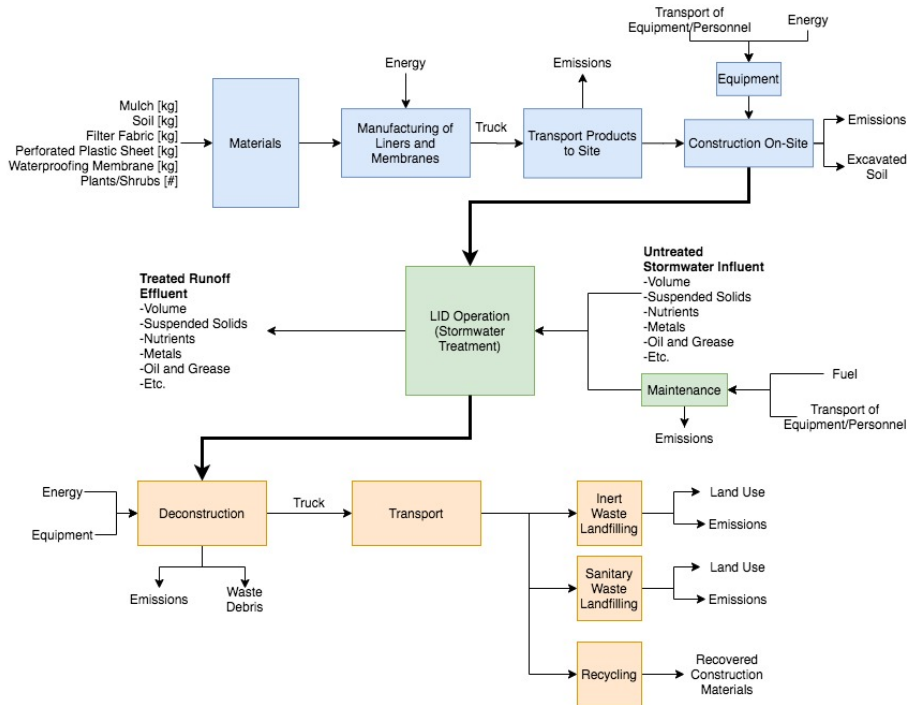 Transport of
Equipment/Personnel
Energy
Energy
Emissions
Equipment
Mulch [kg]
Soil [kg]
Filter Fabric [kg]
Perforated Plastic Sheet [kg]
Waterproofing Membrane [kg]
Plants/Shrubs [#]
Materials
Manufacturing of
Liners and
Membranes
Truck
Transport Products
to Site
Construction On-Site
Emissions
Excavated
Soil
Treated Runoff
Effluent
-Volume
-Suspended Solids
-Nutrients
-Metals
-Oil and Grease
-Etc.
LID Operation
(Stormwater
Treatment)
Untreated
Stormwater Influent
-Volume
-Suspended Solids
-Nutrients
-Metals
-Oil and Grease
-Etc.
Maintenance
Fuel
Transport of
Equipment/Personnel
Emissions
Energy
Equipment
Deconstruction
Truck
Transport
Emissions
Waste
Debris
Inert
Waste
Landfilling
Land Use
Emissions
Sanitary
Waste
Landfilling
Land Use
Emissions
Recycling
Recovered
Construction
Materials